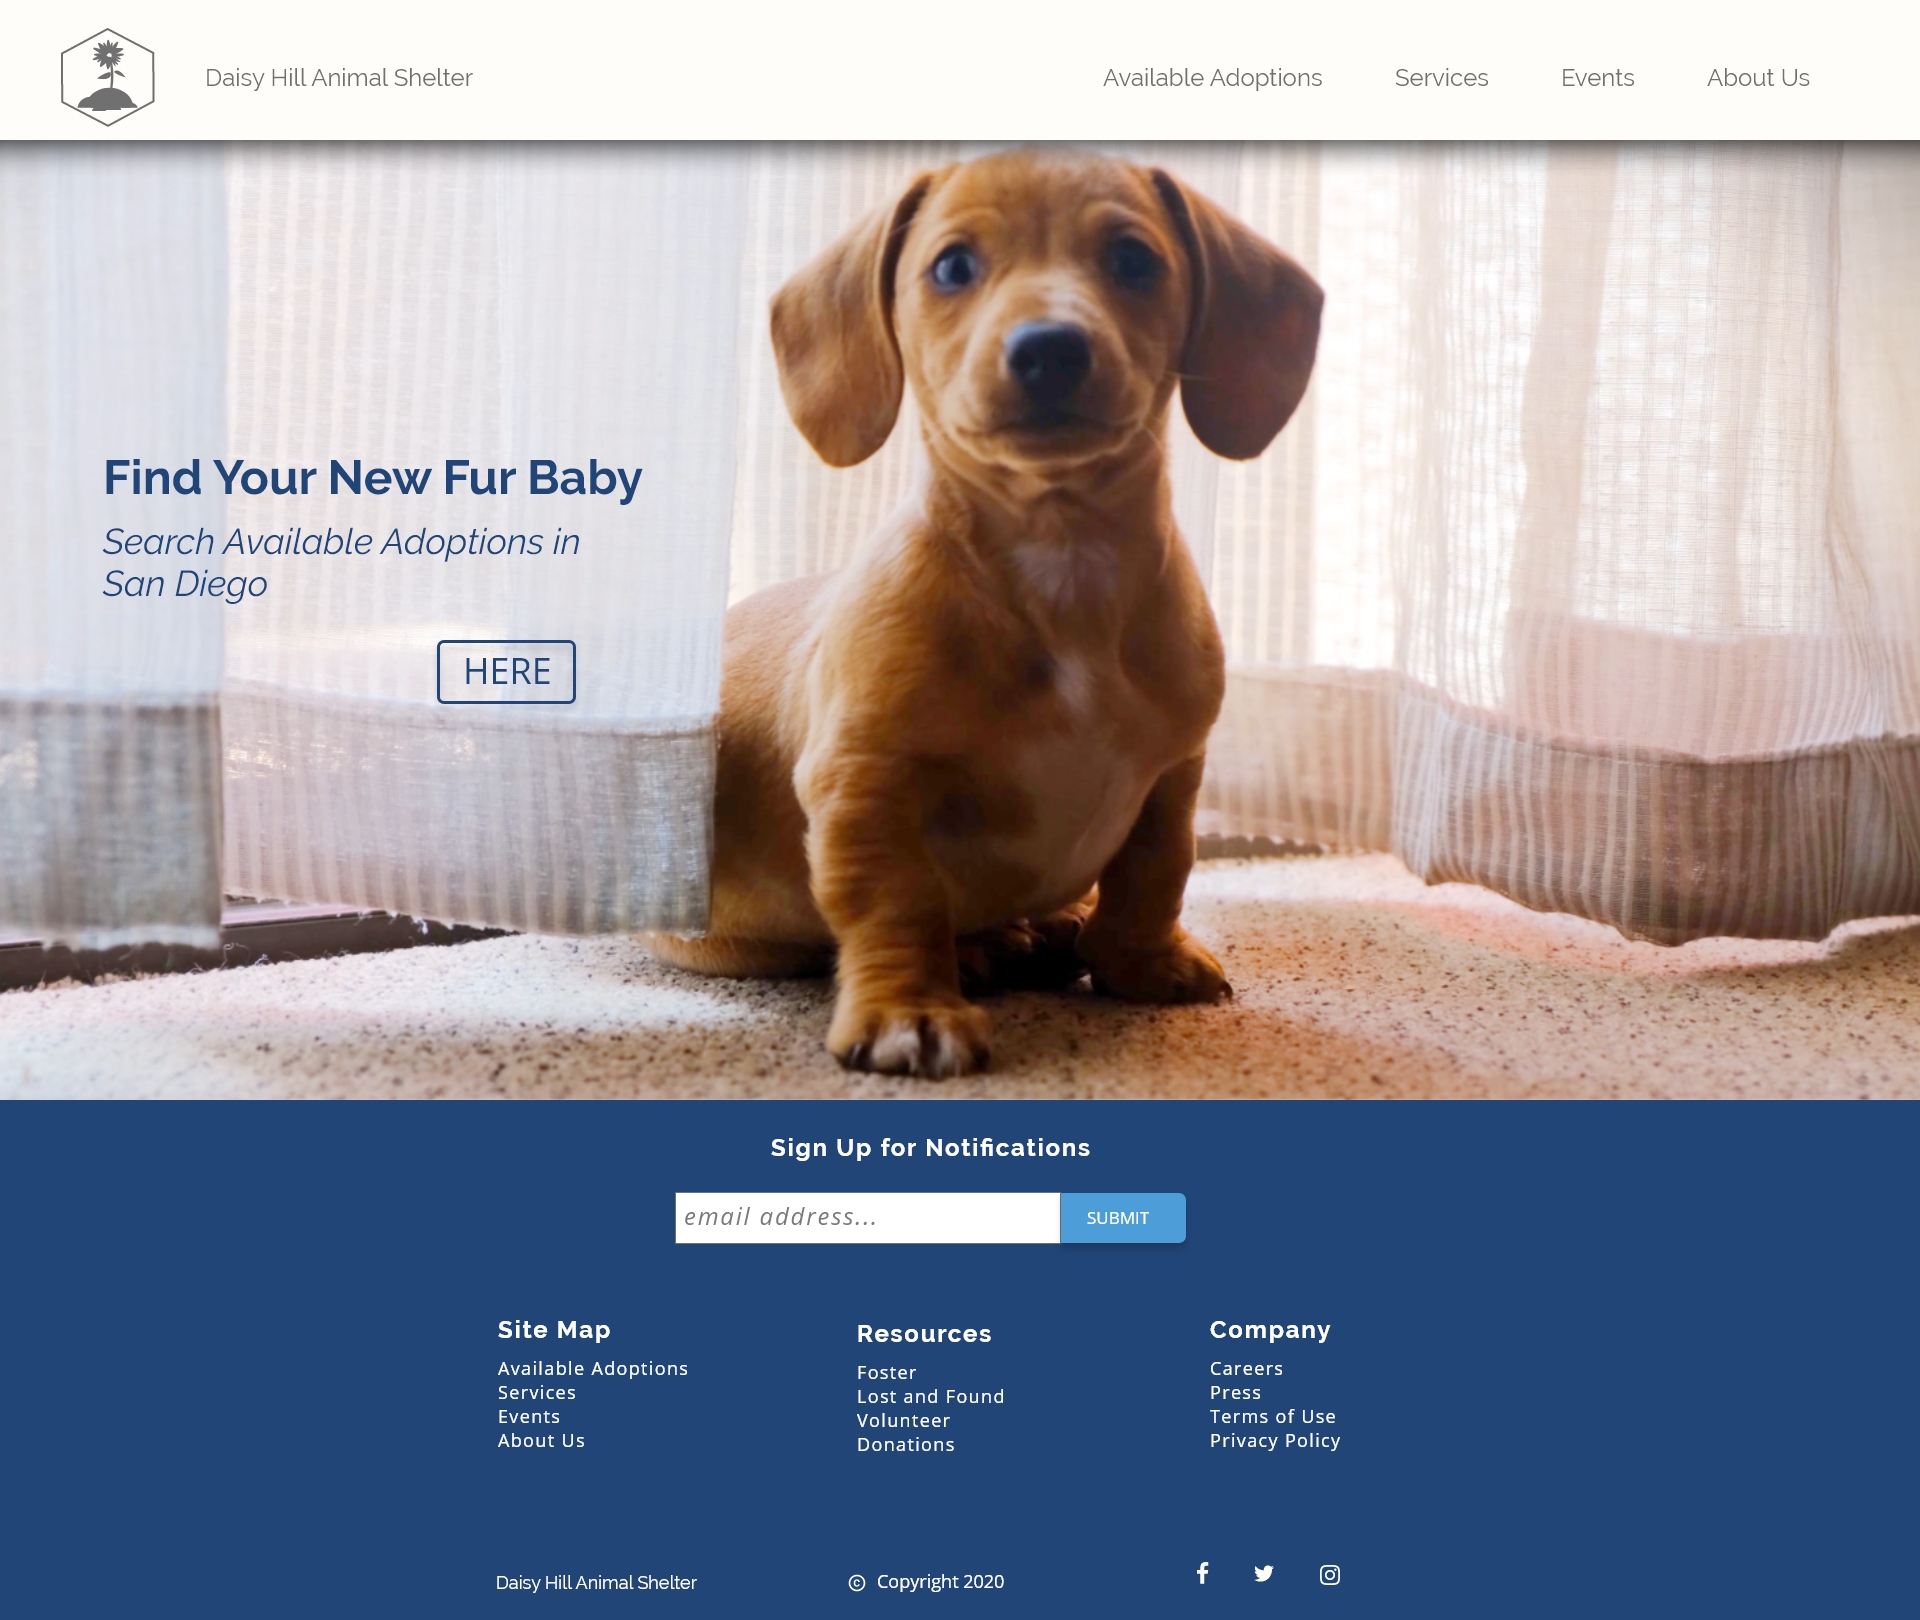 Daisy Hill Animal Shelter
Available Adoptions
Services
Events
About Us
Find Your New Fur Baby
Search Available Adoptions in
San Diego
HERE
Sign Up for Notifications
email address...
SUBMIT
Site Map
Available Adoptions
Services
Events
About Us
Resources
Foster
Lost and Found
Volunteer
Donations
Company
Careers
Press
Terms of Use
Privacy Policy
Daisy Hill Animal Shelter
© Copyright 2020